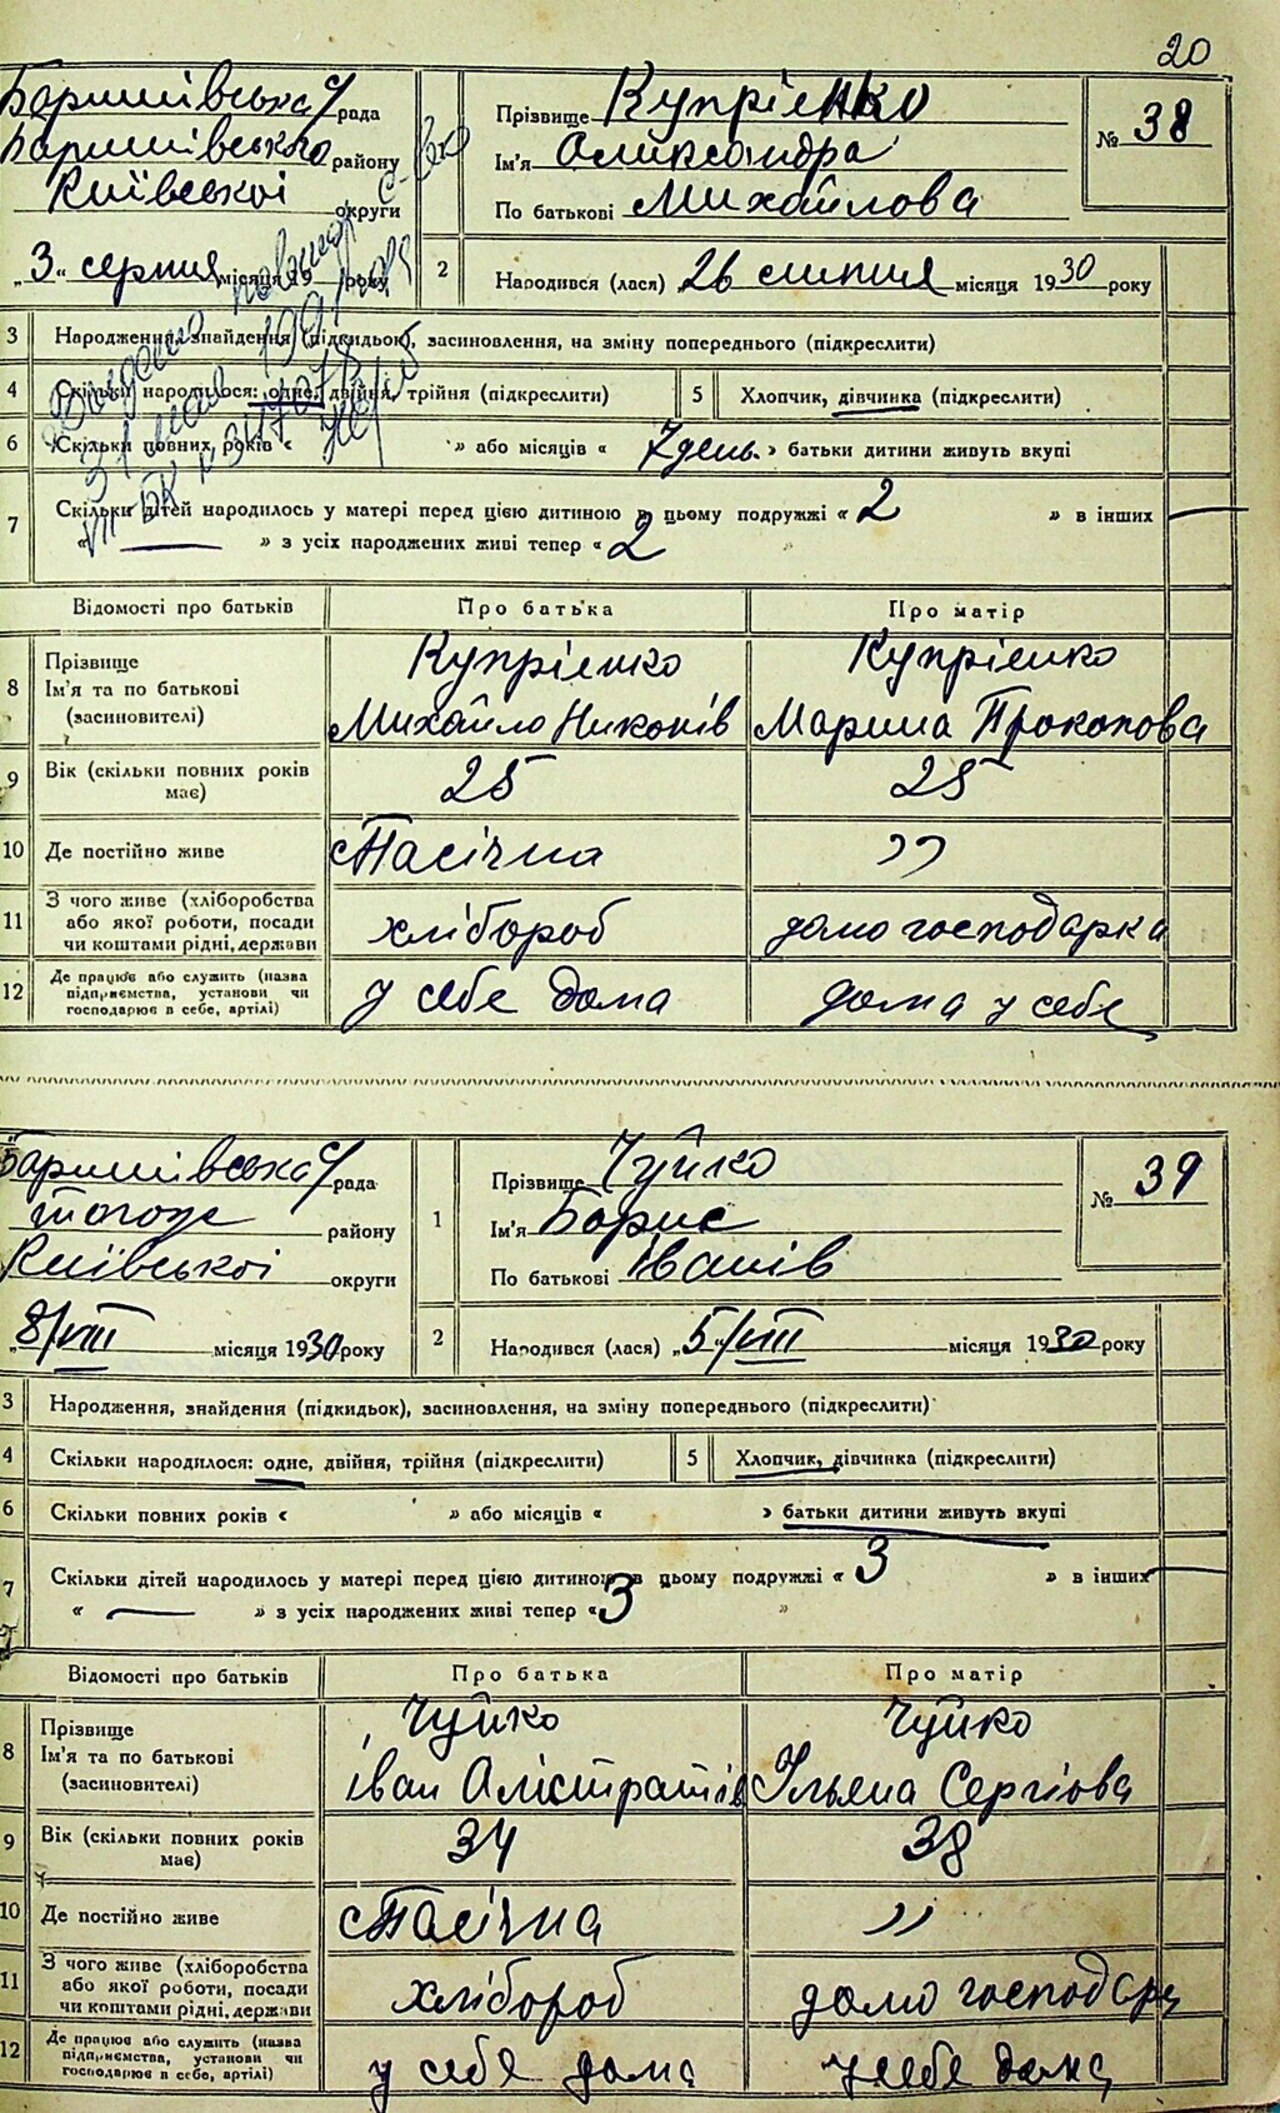 20
Баришівська с/рада
Прізвище Купрієнко
№ 38
Баришівського району
Ім'я Олександра
Київської округи
По батькові Михайлова
„3“ серпня місяця 19 року
2 Народився (лася) „26 липня місяця 1930 року
3 Народження, знайдення (підкидьок), засиновлення, на зміну попереднього (підкреслити)
4 Скільки народилося: одне, двійня, трійня (підкреслити) 5 Хлопчик, дівчинка (підкреслити)
6 Скільки повних років « » або місяців « 7 день » батьки дитини живуть вкупі
7 Скільки дітей народилось у матері перед цією дитиною в цьому подружжі « 2 » в інших —
« — » з усіх народжених живі тепер « 2 »
Відомості про батьків Про батька Про матір
8 Прізвище Купрієнко Купрієнко
Ім'я та по батькові
(засиновителі) Михайло Никонів Марина Прокопова
9 Вік (скільки повних років має) 25 25
10 Де постійно живе с Пасічна „
11 З чого живе (хліборобства
або якої роботи, посади хлібороб домогосподарка
чи коштами рідні, держави
12 Де працює або служить (назва
підприємства, установи чи у себе дома дома у себе
господарює в себе, артілі)
Баришівська с/рада
1 Прізвище Чуйко
№ 39
тогож району
Ім'я Борис
Київської округи
По батькові Іванів
„8/VIII місяця 1930 року
2 Народився (лася) „5“/VIII місяця 1930 року
3 Народження, знайдення (підкидьок), засиновлення, на зміну попереднього (підкреслити)
4 Скільки народилося: одне, двійня, трійня (підкреслити) 5 Хлопчик, дівчинка (підкреслити)
6 Скільки повних років « » або місяців « » батьки дитини живуть вкупі
7 Скільки дітей народилось у матері перед цією дитиною в цьому подружжі « 3 » в інших —
« — » з усіх народжених живі тепер « 3 »
Відомості про батьків Про батька Про матір
8 Прізвище Чуйко Чуйко
Ім'я та по батькові
(засиновителі) Іван Алістратів Ульяна Сергіова
9 Вік (скільки повних років має) 34 38
10 Де постійно живе с Пасічна „
11 З чого живе (хліборобства
або якої роботи, посади хлібороб домогосподар
чи коштами рідні, держави
12 Де працює або служить (назва
підприємства, установи чи у себе дома у себе дома
господарює в себе, артілі)